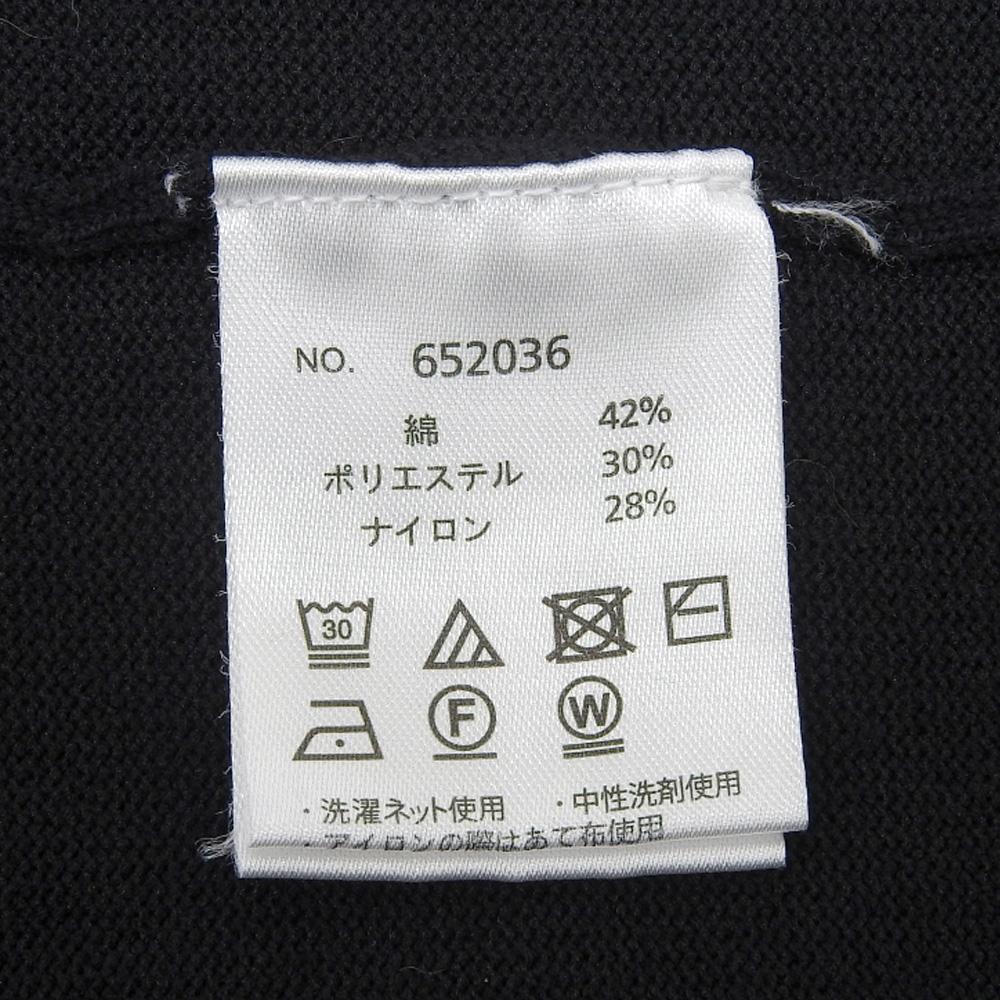 NO. 652036
綿 42%
ポリエステル 30%
ナイロン 28%
30
F W
・洗濯ネット使用 ・中性洗剤使用
・アイロンの際はあて布使用